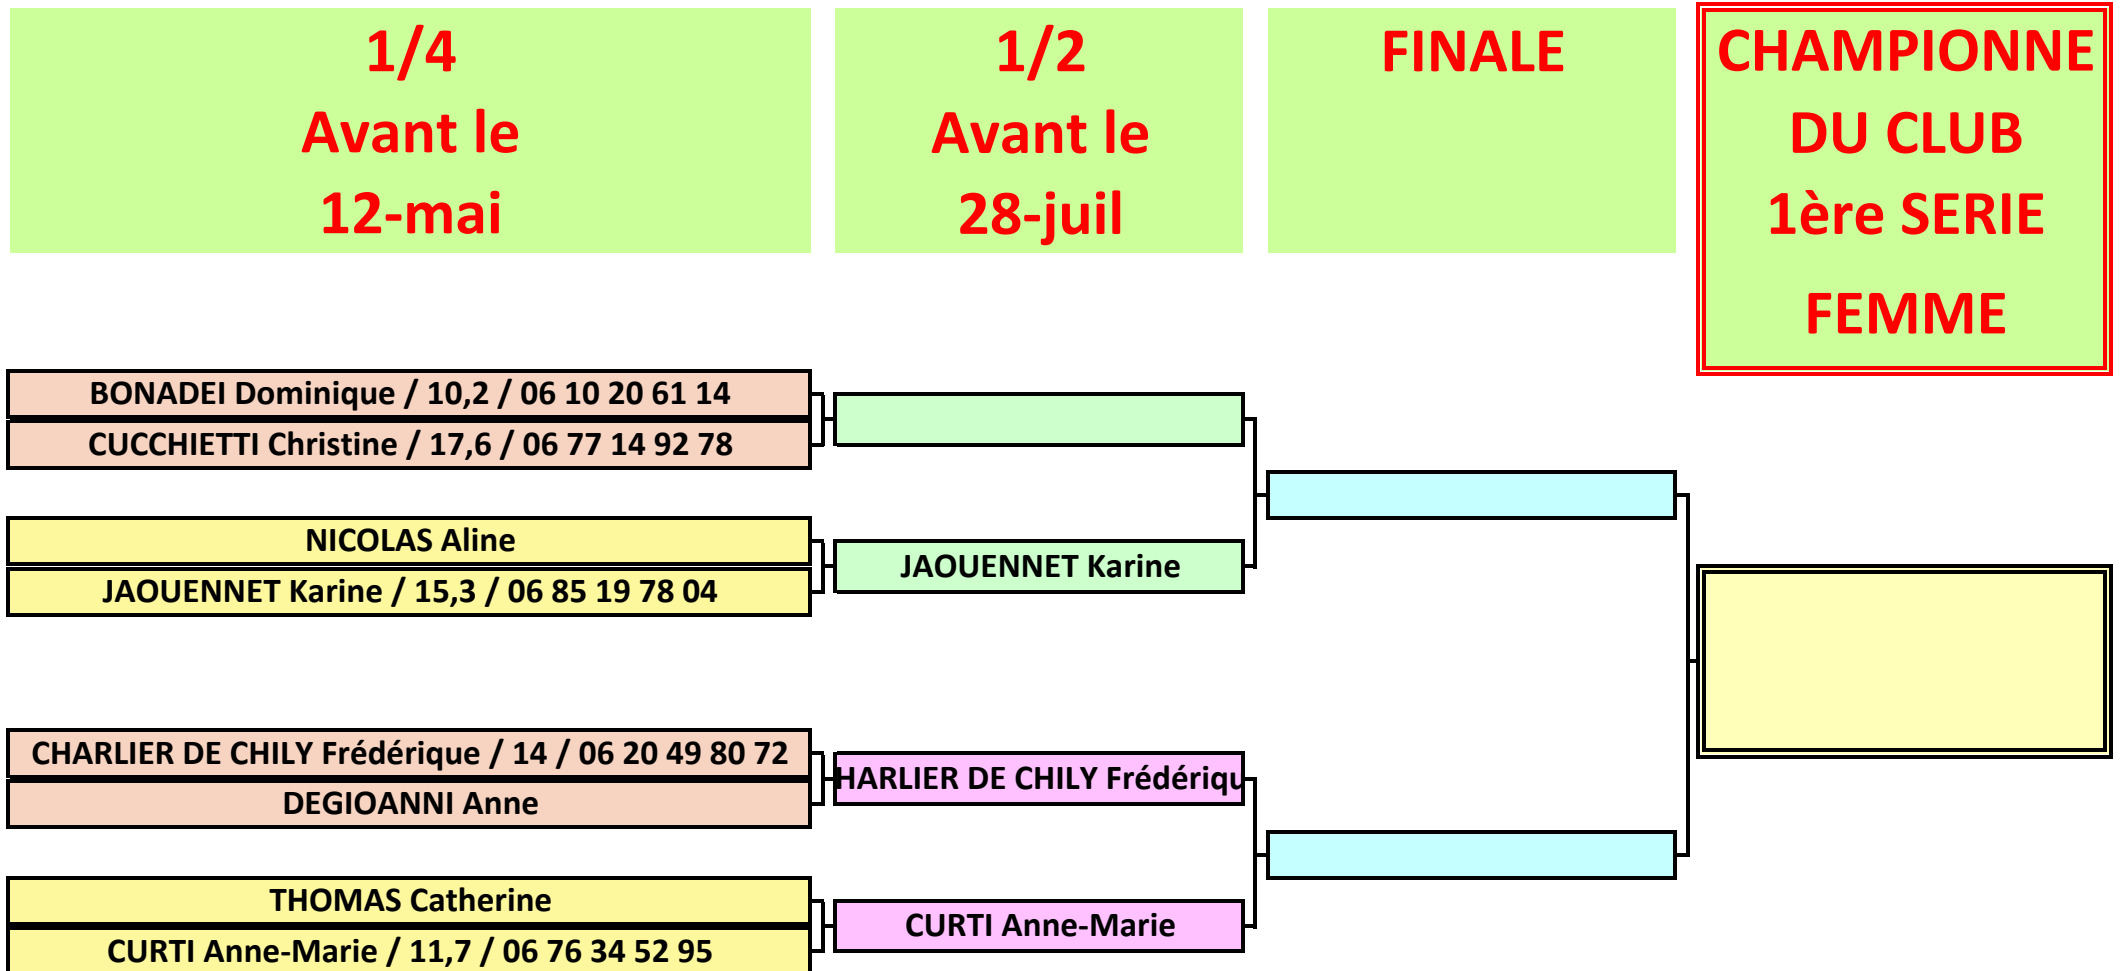 1/4
Avant le
12-mai
1/2
Avant le
28-juil
FINALE
CHAMPIONNE
DU CLUB
1ère SERIE
FEMME
BONADEI Dominique / 10,2 / 06 10 20 61 14
CUCCHIETTI Christine / 17,6 / 06 77 14 92 78
NICOLAS Aline
JAOUENNET Karine / 15,3 / 06 85 19 78 04
JAOUENNET Karine
CHARLIER DE CHILY Frédérique / 14 / 06 20 49 80 72
DEGIOANNI Anne
HARLIER DE CHILY Frédériqu
THOMAS Catherine
CURTI Anne-Marie / 11,7 / 06 76 34 52 95
CURTI Anne-Marie